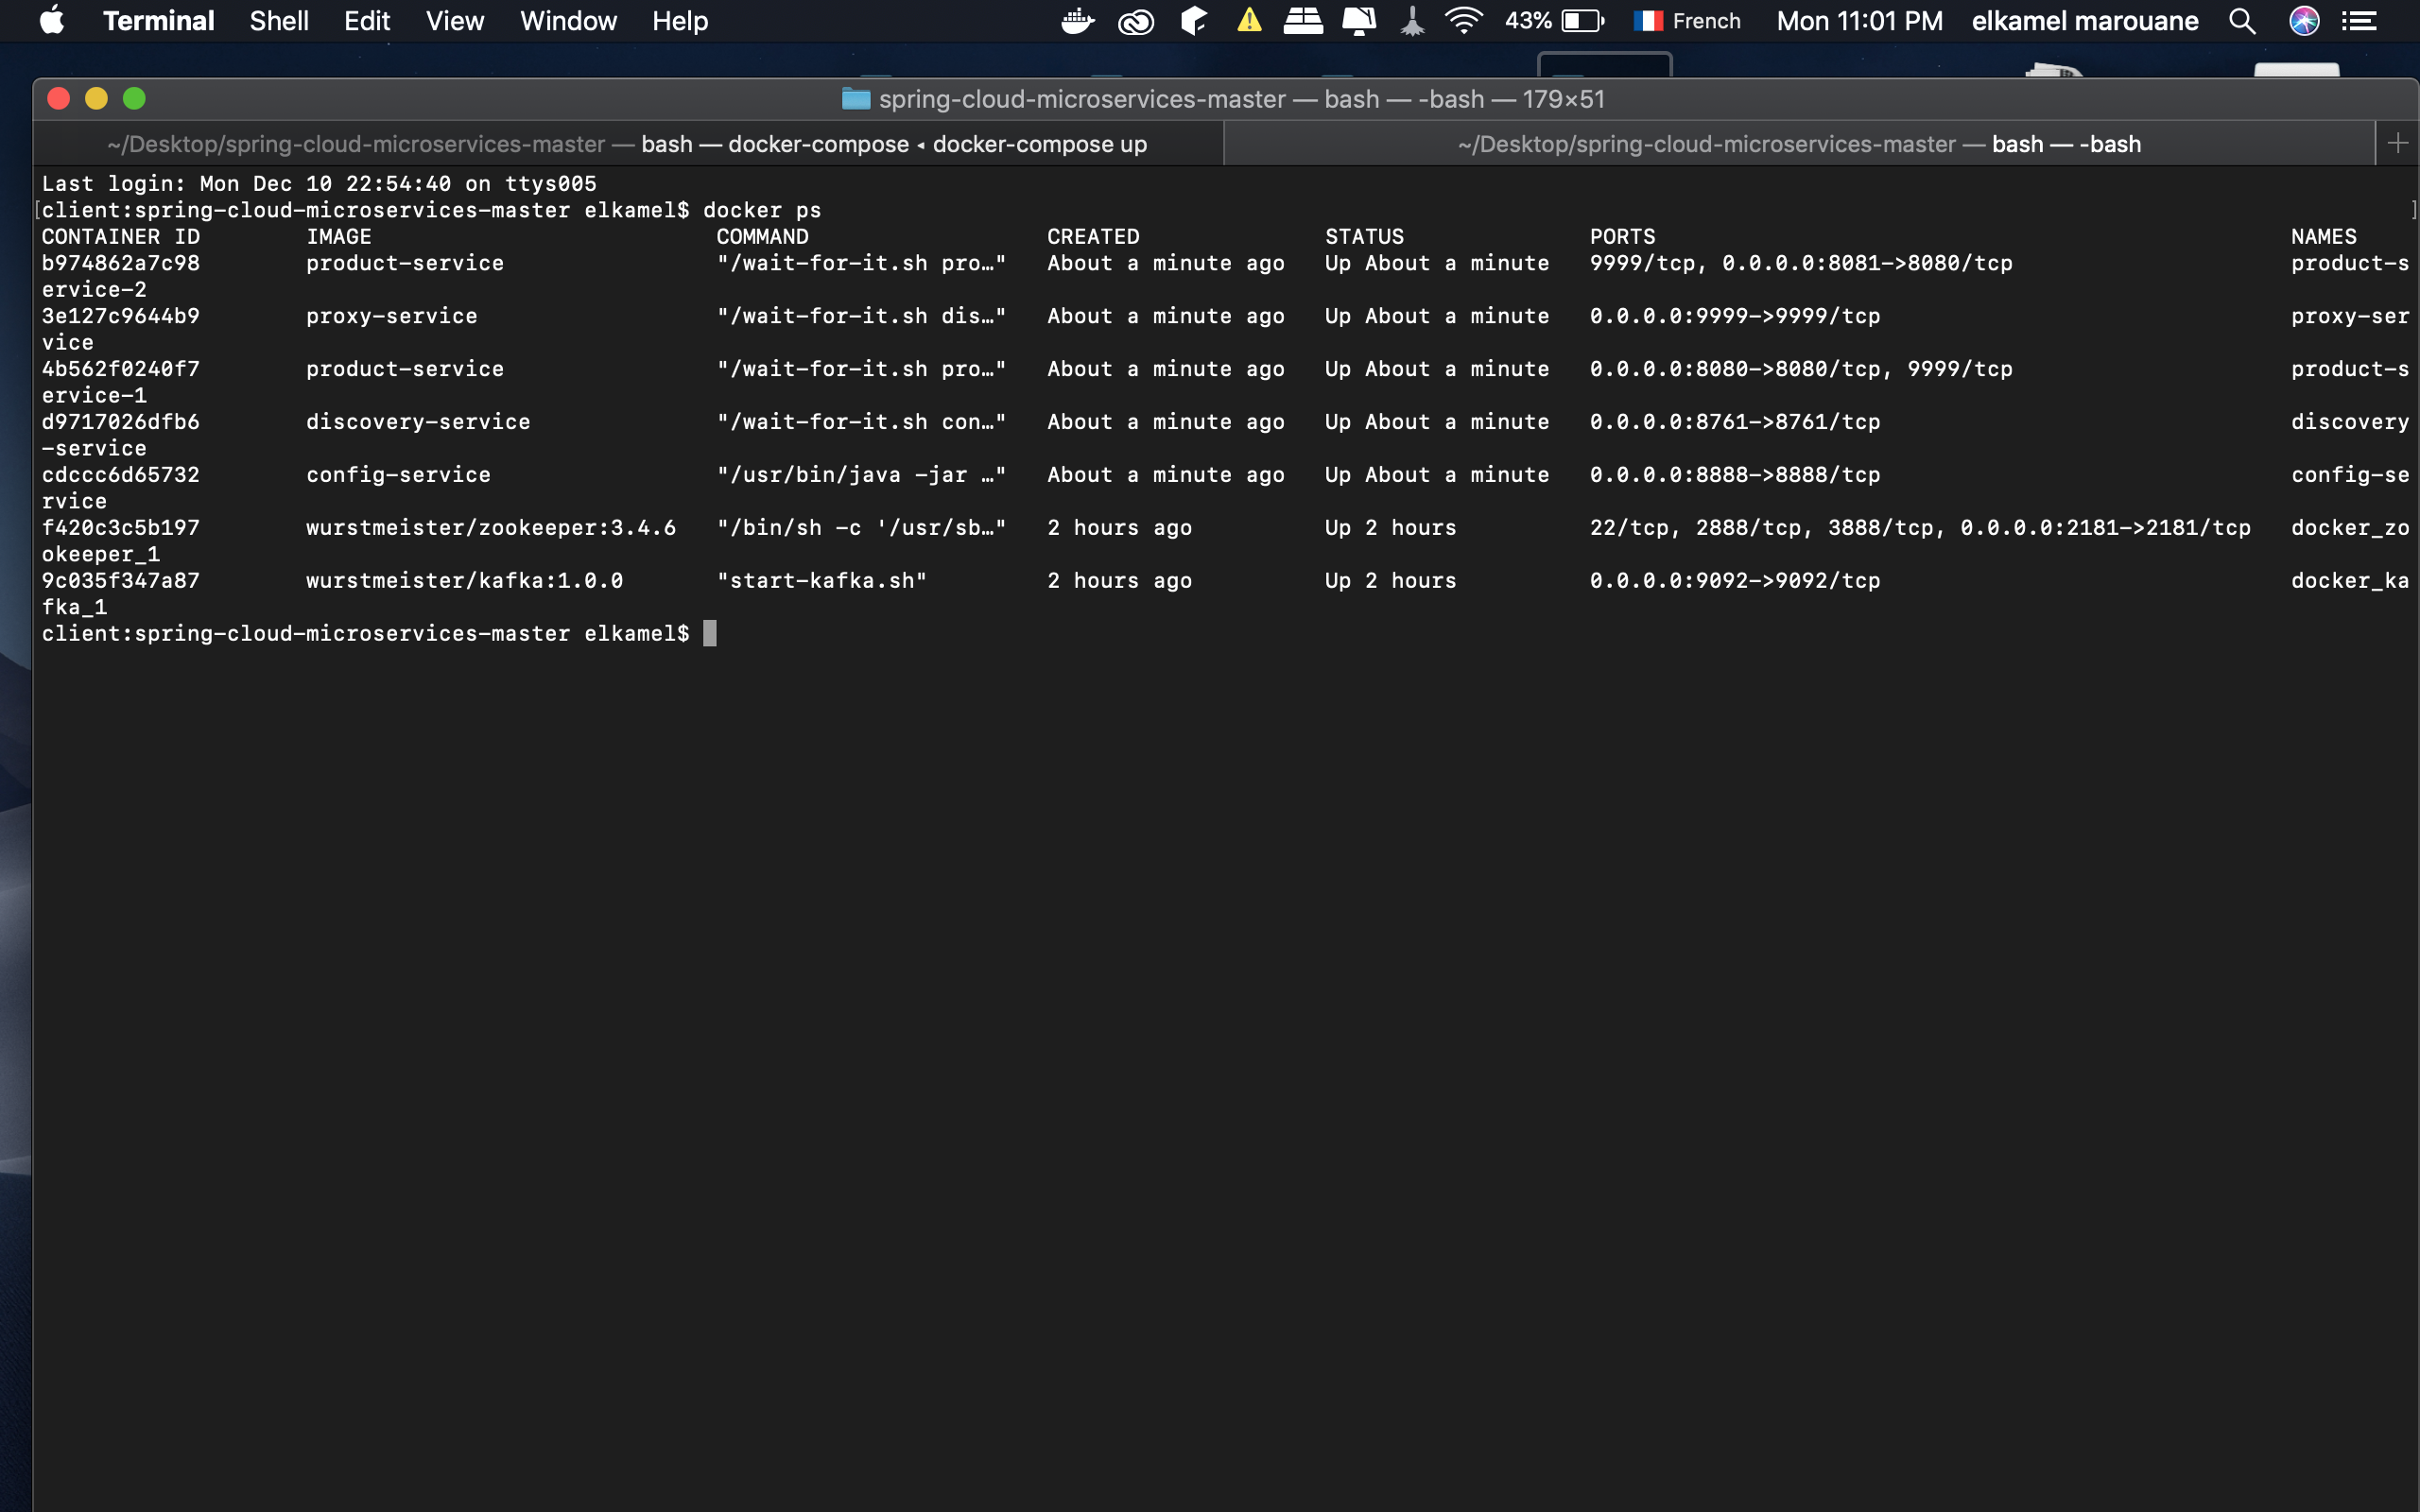 Terminal Shell Edit View Window Help 43% French Mon 11:01 PM elkamel marouane
spring-cloud-microservices-master — bash — -bash — 179×51
~/Desktop/spring-cloud-microservices-master — bash — docker-compose ◂ docker-compose up ~/Desktop/spring-cloud-microservices-master — bash — -bash
Last login: Mon Dec 10 22:54:40 on ttys005
[client:spring-cloud-microservices-master elkamel$ docker ps ]
CONTAINER ID IMAGE COMMAND CREATED STATUS PORTS NAMES
b974862a7c98 product-service "/wait-for-it.sh pro…" About a minute ago Up About a minute 9999/tcp, 0.0.0.0:8081->8080/tcp product-s
ervice-2
3e127c9644b9 proxy-service "/wait-for-it.sh dis…" About a minute ago Up About a minute 0.0.0.0:9999->9999/tcp proxy-ser
vice
4b562f0240f7 product-service "/wait-for-it.sh pro…" About a minute ago Up About a minute 0.0.0.0:8080->8080/tcp, 9999/tcp product-s
ervice-1
d9717026dfb6 discovery-service "/wait-for-it.sh con…" About a minute ago Up About a minute 0.0.0.0:8761->8761/tcp discovery
-service
cdccc6d65732 config-service "/usr/bin/java -jar …" About a minute ago Up About a minute 0.0.0.0:8888->8888/tcp config-se
rvice
f420c3c5b197 wurstmeister/zookeeper:3.4.6 "/bin/sh -c '/usr/sb…" 2 hours ago Up 2 hours 22/tcp, 2888/tcp, 3888/tcp, 0.0.0.0:2181->2181/tcp docker_zo
okeeper_1
9c035f347a87 wurstmeister/kafka:1.0.0 "start-kafka.sh" 2 hours ago Up 2 hours 0.0.0.0:9092->9092/tcp docker_ka
fka_1
client:spring-cloud-microservices-master elkamel$